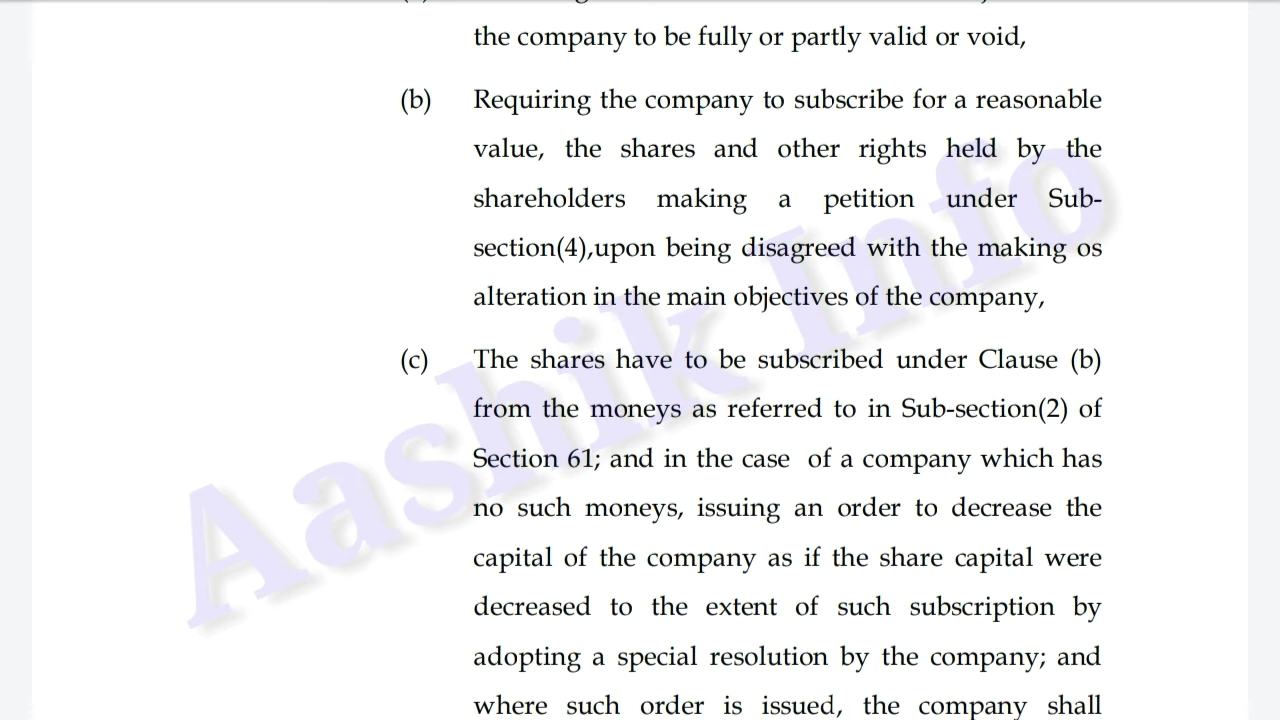 the company to be fully or partly valid or void,
(b) Requiring the company to subscribe for a reasonable
value, the shares and other rights held by the
shareholders making a petition under Sub-
section(4),upon being disagreed with the making os
alteration in the main objectives of the company,
(c) The shares have to be subscribed under Clause (b)
from the moneys as referred to in Sub-section(2) of
Section 61; and in the case of a company which has
no such moneys, issuing an order to decrease the
capital of the company as if the share capital were
decreased to the extent of such subscription by
adopting a special resolution by the company; and
where such order is issued, the company shall
Aashik Info